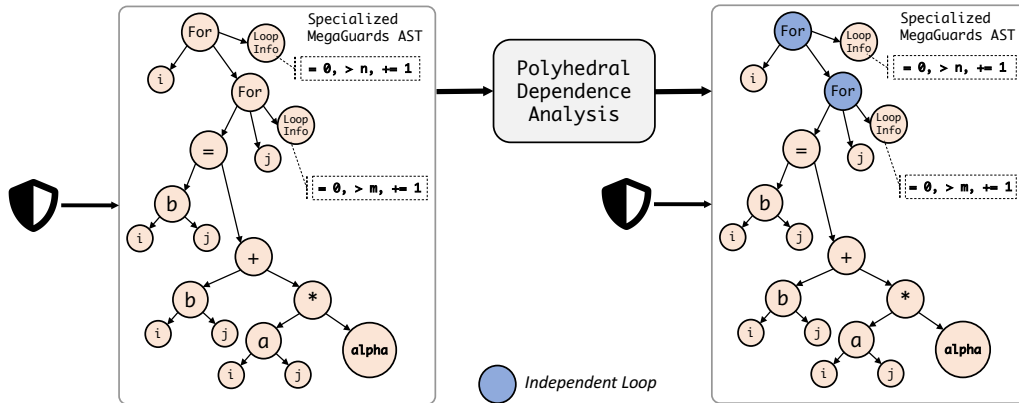 Specialized
MegaGuards AST
For
Loop
Info
= 0, > n, += 1
i
For
Loop
Info
=
j
= 0, > m, += 1
b
i
j
+
b
*
i
j
a
alpha
i
j
Polyhedral
Dependence
Analysis
Independent Loop
Specialized
MegaGuards AST
For
Loop
Info
= 0, > n, += 1
i
For
Loop
Info
=
j
= 0, > m, += 1
b
i
j
+
b
*
i
j
a
alpha
i
j